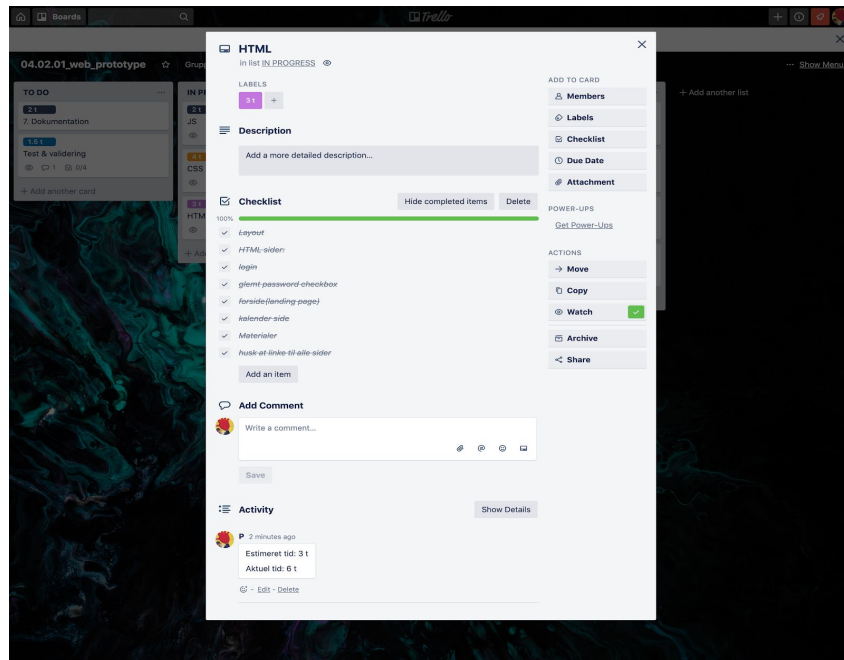 Boards
Trello
04.02.01_web_prototype
Show Menu
TO DO
2 t
7. Dokumentation
1.5 t
Test & validering
1
0/4
+ Add another card
2 t
JS
4 t
CSS
3 t
+ Add another list
HTML
in list IN PROGRESS
LABELS
3 t
+
Description
Add a more detailed description...
Checklist
Hide completed items
Delete
100%
Layout
HTML sider:
login
glemt password checkbox
forside(landing page)
kalender side
Materialer
husk at linke til alle sider
Add an item
Add Comment
Write a comment...
Save
Activity
Show Details
P 2 minutes ago
Estimeret tid: 3 t
Aktuel tid: 6 t
- Edit - Delete
ADD TO CARD
Members
Labels
Checklist
Due Date
Attachment
POWER-UPS
Get Power-Ups
ACTIONS
Move
Copy
Watch
Archive
Share